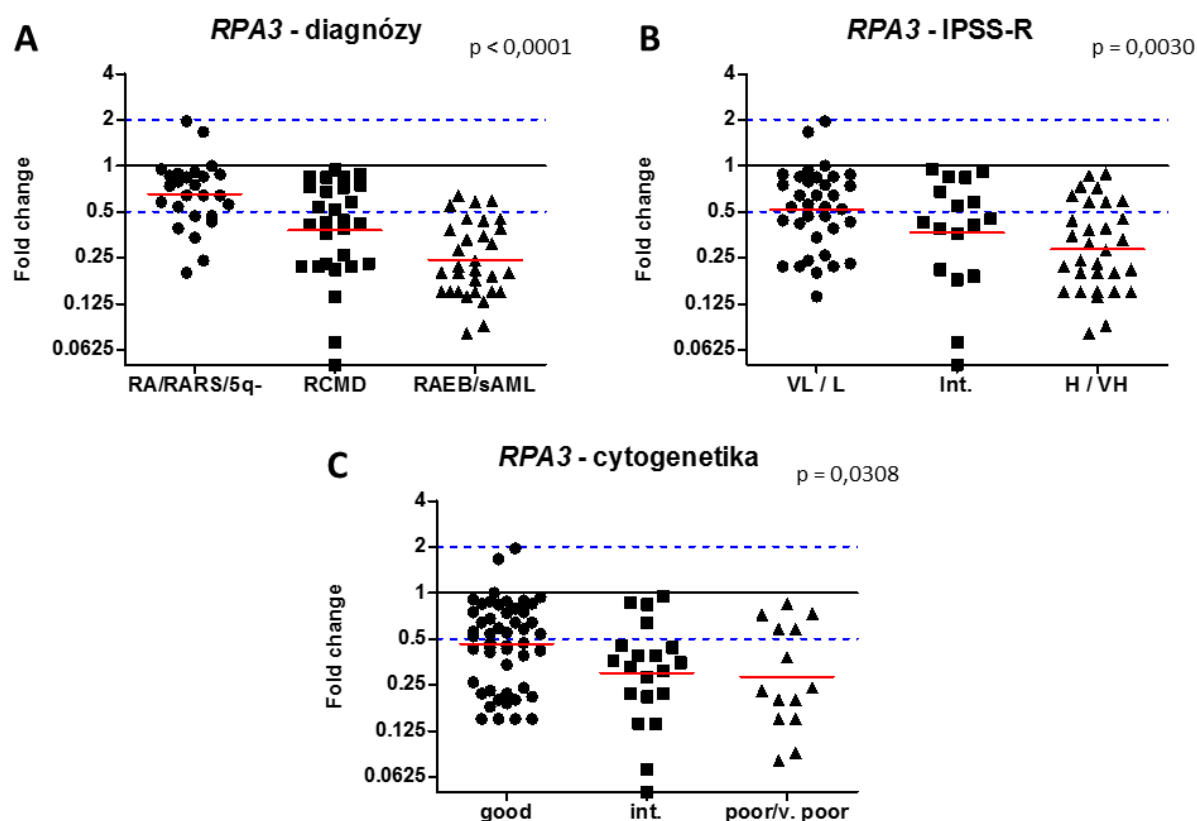 A
RPA3 - diagnózy
p < 0,0001
Fold change
4
2
1
0.5
0.25
0.125
0.0625
RA/RARS/5q- RCMD RAEB/sAML
B
RPA3 - IPSS-R
p = 0,0030
Fold change
4
2
1
0.5
0.25
0.125
0.0625
VL / L Int. H / VH
C
RPA3 - cytogenetika
p = 0,0308
Fold change
4
2
1
0.5
0.25
0.125
0.0625
good int. poor/v. poor